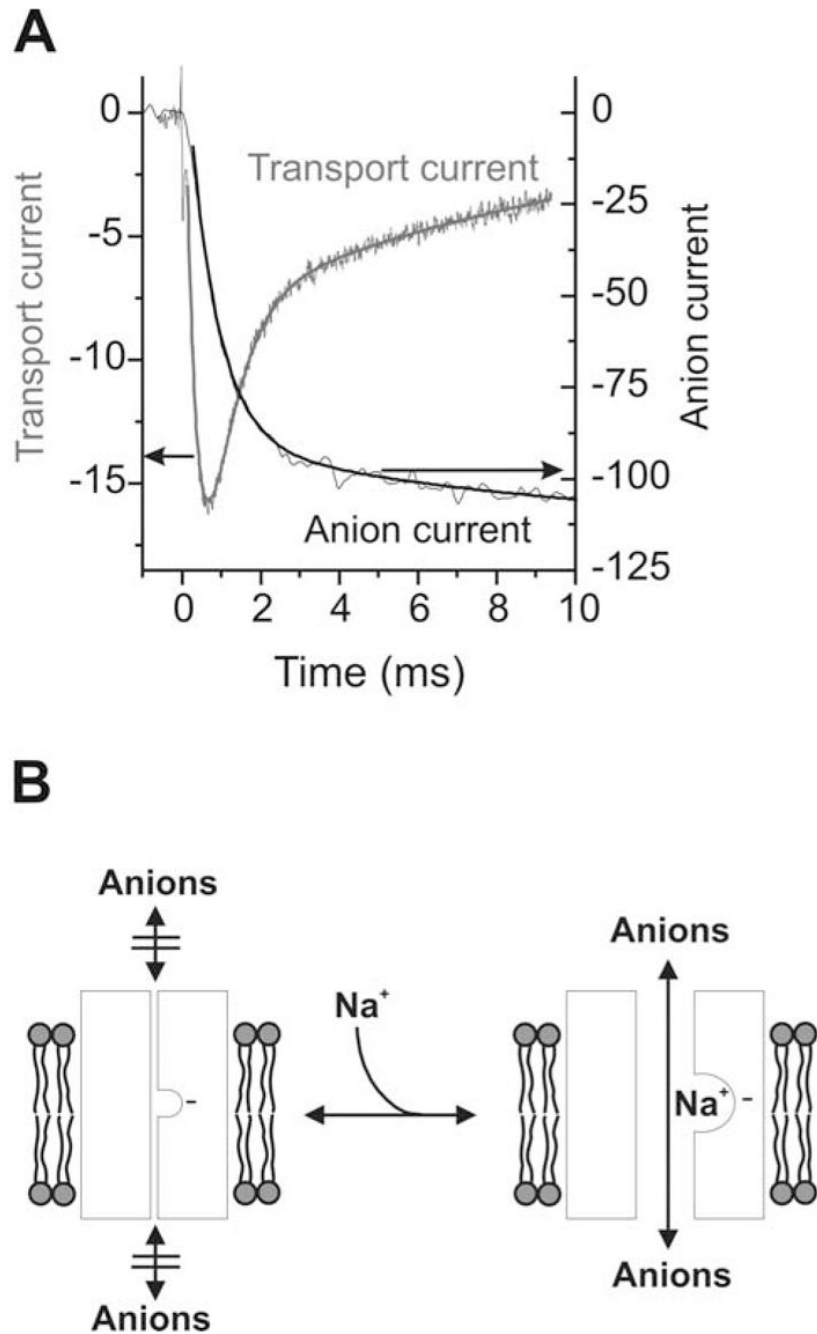 A
Transport current
0
-5
-10
-15
Transport current
Anion current
0
-25
-50
-75
-100
-125
Anion current
0 2 4 6 8 10
Time (ms)
B
Anions
Anions
Na+
-
Na+ -
Anions
Anions